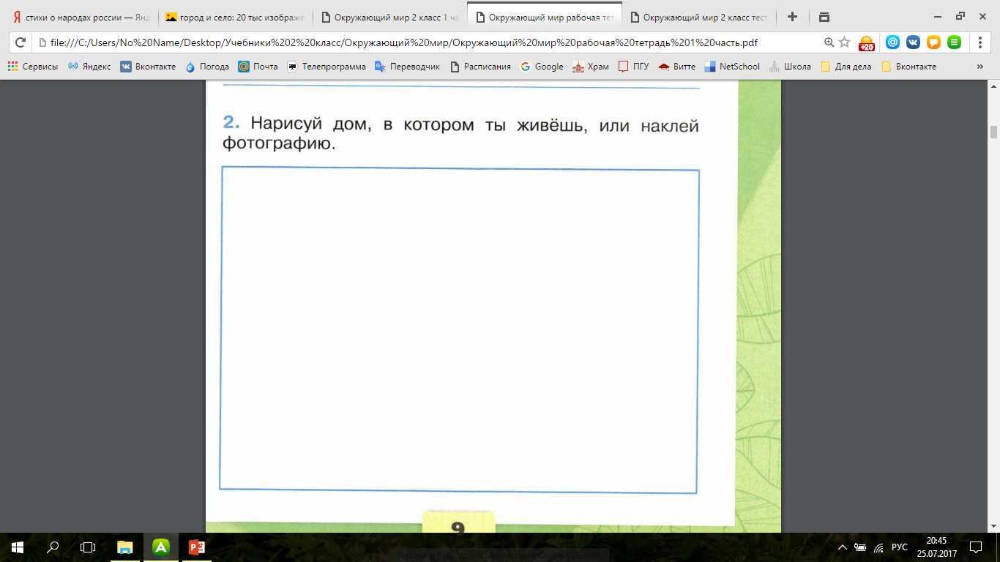 стихи о народах россии — Янд
город и село: 20 тыс изображе
Окружающий мир 2 класс 1 ча
Окружающий мир рабочая тет
Окружающий мир 2 класс тест
file:///C:/Users/No%20Name/Desktop/Учебники%202%20класс/Окружающий%20мир/Окружающий%20мир%20рабочая%20тетрадь%201%20часть.pdf
+20
Сервисы Яндекс Вконтакте Погода Почта Телепрограмма Переводчик Расписания Google Храм ПГУ Витте NetSchool Школа Для дела Вконтакте »
2. Нарисуй дом, в котором ты живёшь, или наклей
фотографию.
9
РУС
20:45
25.07.2017